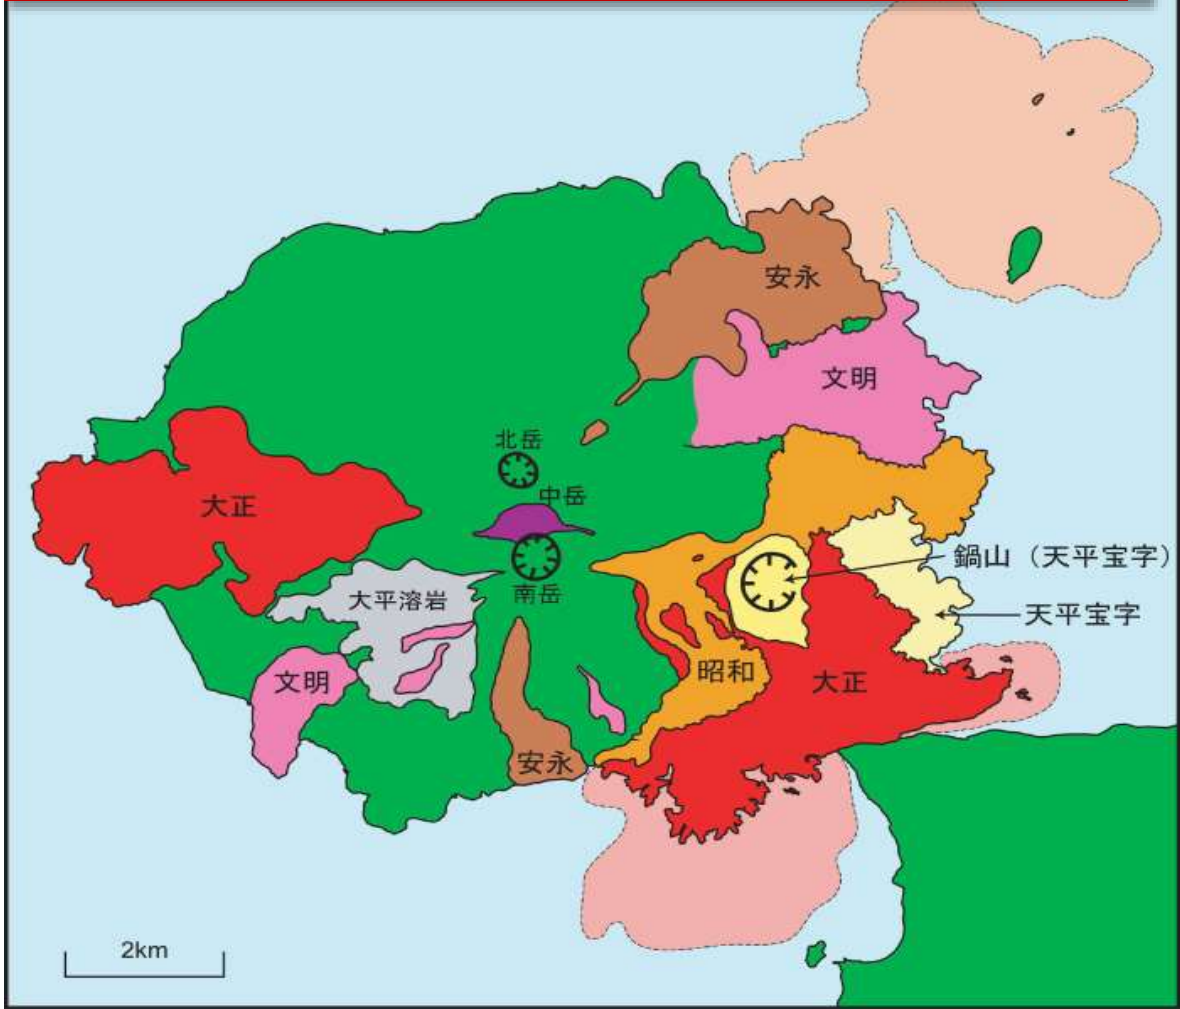 安永
文明
北岳
中岳
大正
鍋山（天平宝字）
南岳
大平溶岩
天平宝字
昭和
文明
大正
安永
2km